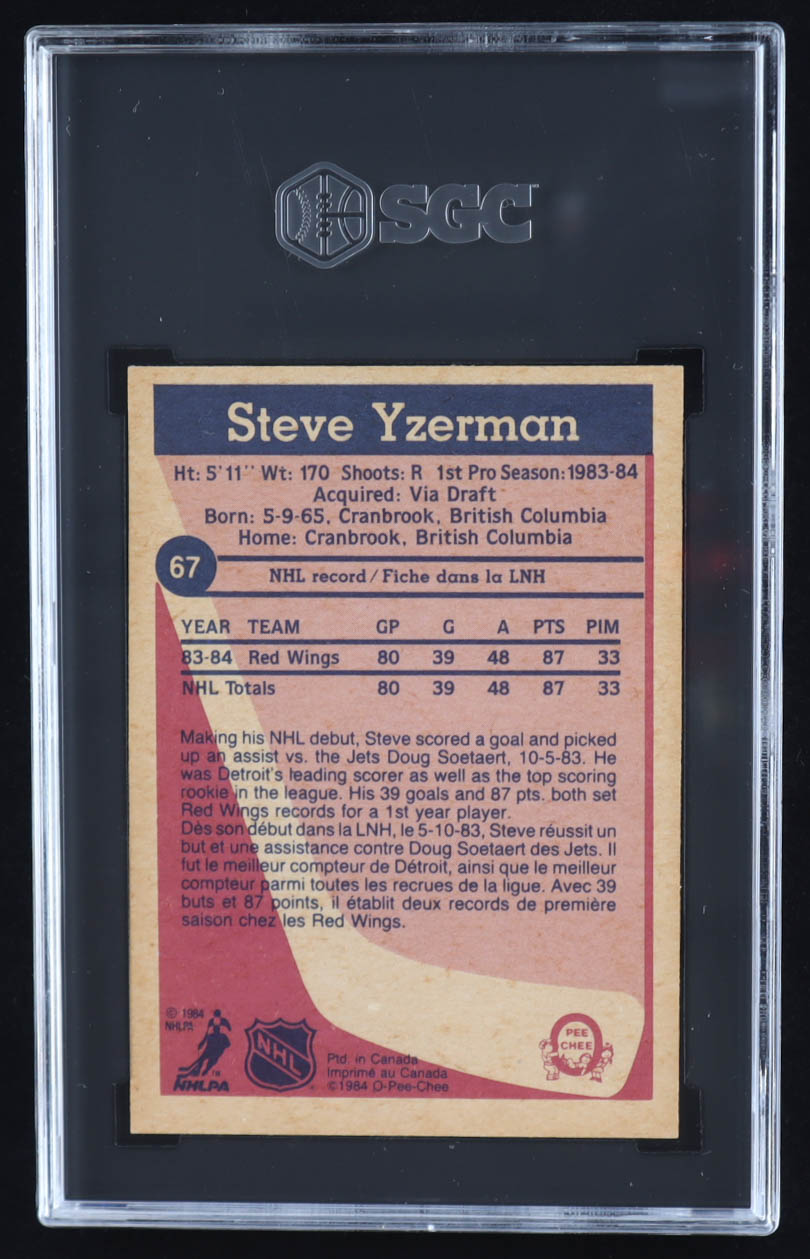 SGC
Steve Yzerman
Ht: 5'11" Wt: 170 Shoots: R 1st Pro Season: 1983-84
Acquired: Via Draft
Born: 5-9-65, Cranbrook, British Columbia
Home: Cranbrook, British Columbia
67
NHL record / Fiche dans la LNH
YEAR TEAM GP G A PTS PIM
83-84 Red Wings 80 39 48 87 33
NHL Totals 80 39 48 87 33
Making his NHL debut, Steve scored a goal and picked
up an assist vs. the Jets Doug Soetaert, 10-5-83. He
was Detroit's leading scorer as well as the top scoring
rookie in the league. His 39 goals and 87 pts. both set
Red Wings records for a 1st year player.
Dès son début dans la LNH, le 5-10-83, Steve réussit un
but et une assistance contre Doug Soetaert des Jets. Il
fut le meilleur compteur de Détroit, ainsi que le meilleur
compteur parmi toutes les recrues de la ligue. Avec 39
buts et 87 points, il établit deux records de première
saison chez les Red Wings.
© 1984
NHLPA
NHLPA
TM
NHL
Ptd. in Canada
Imprimé au Canada
©1984 O-Pee-Chee
PEE
CHEE